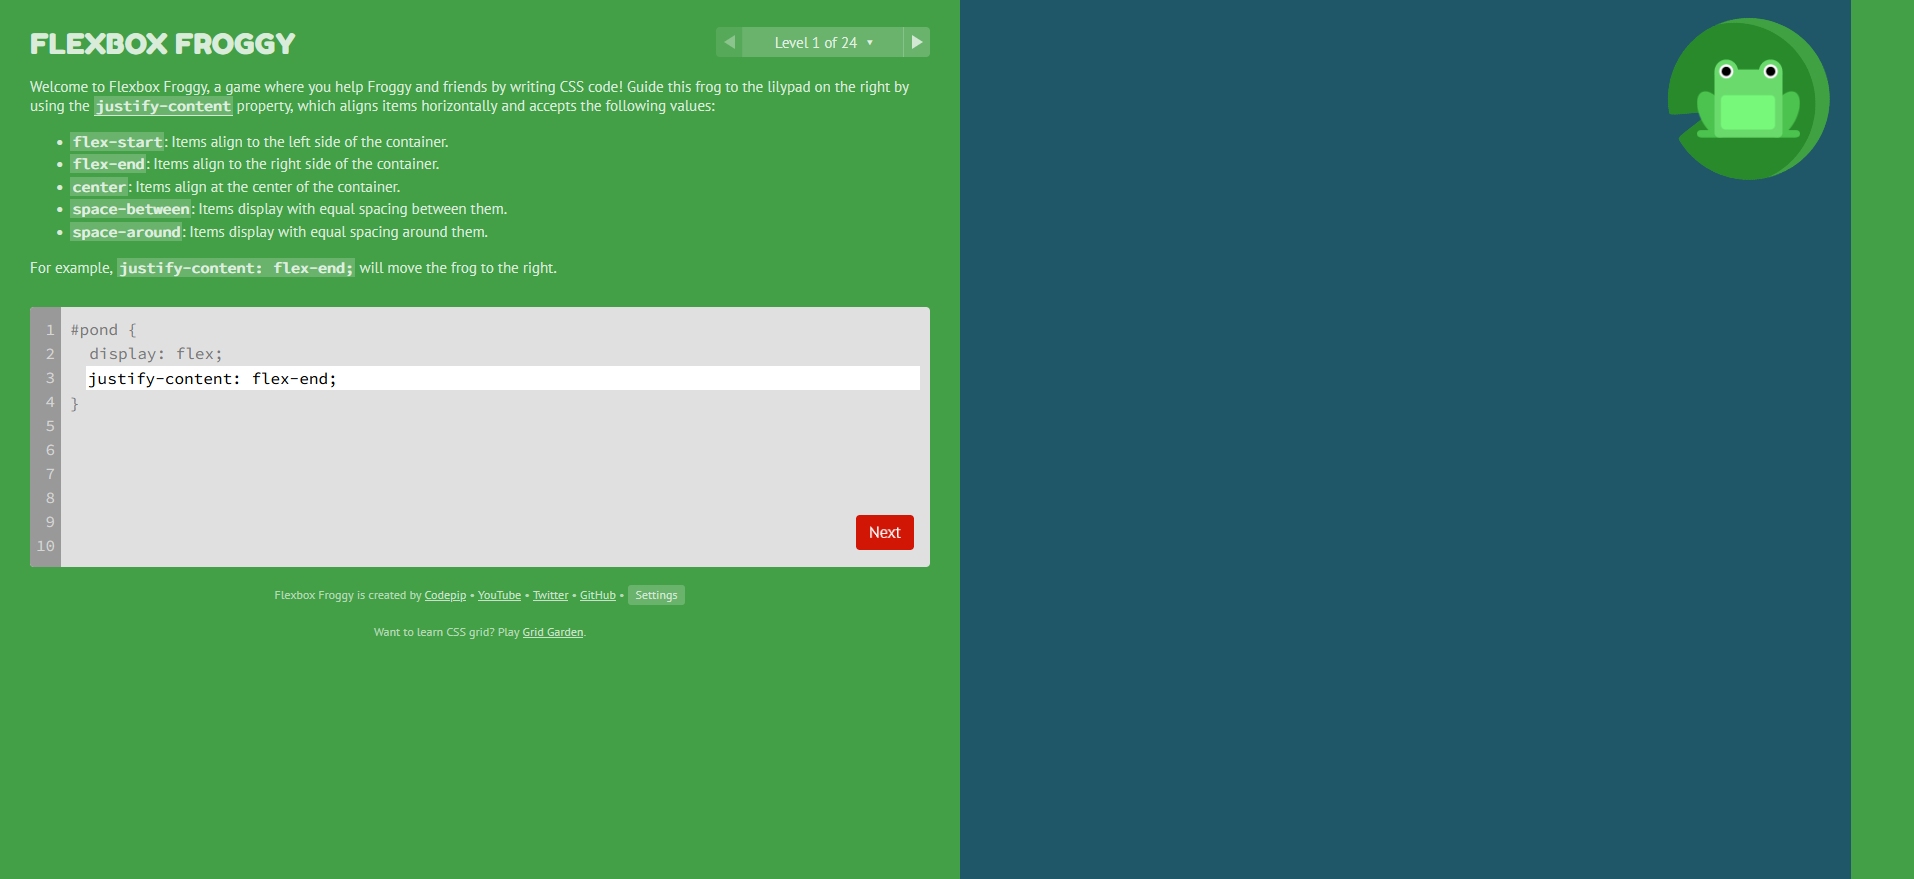 FLEXBOX FROGGY
Level 1 of 24
Welcome to Flexbox Froggy, a game where you help Froggy and friends by writing CSS code! Guide this frog to the lilypad on the right by
using the justify-content property, which aligns items horizontally and accepts the following values:
• flex-start: Items align to the left side of the container.
• flex-end: Items align to the right side of the container.
• center: Items align at the center of the container.
• space-between: Items display with equal spacing between them.
• space-around: Items display with equal spacing around them.
For example, justify-content: flex-end; will move the frog to the right.
1 #pond {
2 display: flex;
3 justify-content: flex-end;
4 }
5
6
7
8
9
10
Next
Flexbox Froggy is created by Codepip • YouTube • Twitter • GitHub • Settings
Want to learn CSS grid? Play Grid Garden.